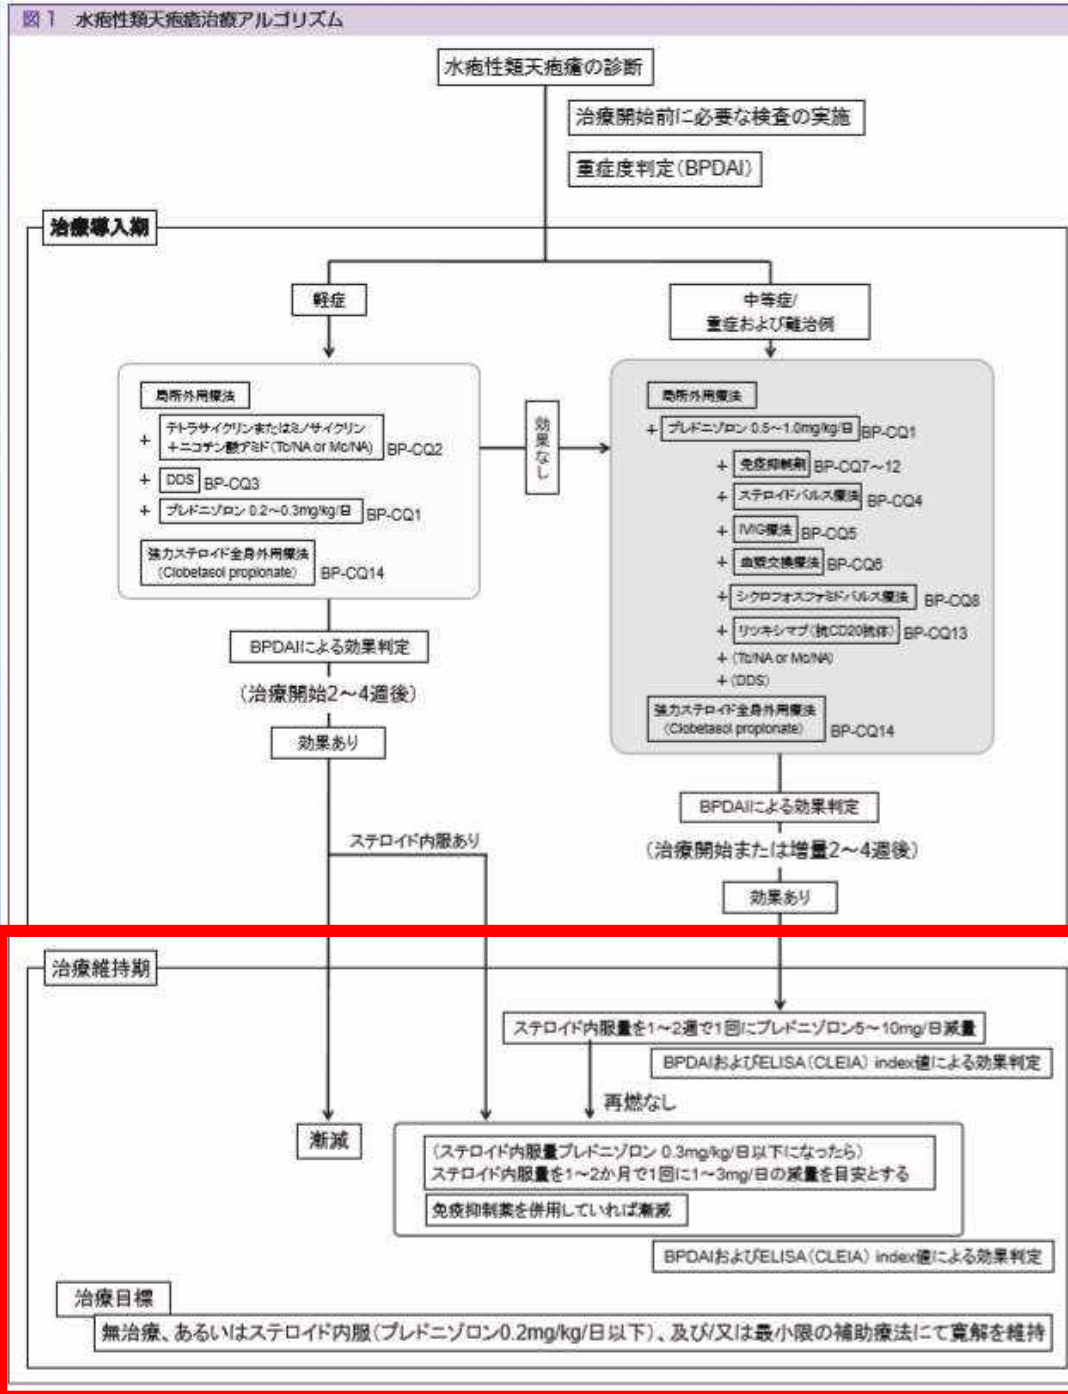 図1 水疱性類天疱瘡治療アルゴリズム
水疱性類天疱瘡の診断
治療開始前に必要な検査の実施
重症度判定(BPDAI)
治療導入期
軽症
中等症/
重症および難治例
局所外用療法
+ テトラサイクリンまたはミノサイクリン
+ニコチン酸アミド(Tc/NA or Mc/NA) BP-CQ2
+ DDS BP-CQ3
+ プレドニゾロン 0.2～0.3mg/kg/日 BP-CQ1
強力ステロイド全身外用療法
(Clobetasol propionate) BP-CQ14
効果なし
局所外用療法
+ プレドニゾロン 0.5～1.0mg/kg/日 BP-CQ1
+ 免疫抑制剤 BP-CQ7～12
+ ステロイドパルス療法 BP-CQ4
+ IVIG療法 BP-CQ5
+ 血漿交換療法 BP-CQ6
+ シクロフォスファミドパルス療法 BP-CQ8
+ リツキシマブ(抗CD20抗体) BP-CQ13
+ (Tc/NA or Mc/NA)
+ (DDS)
強力ステロイド全身外用療法
(Clobetasol propionate) BP-CQ14
BPDAIによる効果判定
(治療開始2～4週後)
効果あり
BPDAIによる効果判定
(治療開始または増量2～4週後)
効果あり
ステロイド内服あり
治療維持期
ステロイド内服量を1～2週で1回にプレドニゾロン5～10mg/日減量
BPDAIおよびELISA(CLEIA) index値による効果判定
再燃なし
漸減
(ステロイド内服量プレドニゾロン 0.3mg/kg/日以下になったら)
ステロイド内服量を1～2か月で1回に1～3mg/日の減量を目安とする
免疫抑制薬を併用していれば漸減
BPDAIおよびELISA(CLEIA) index値による効果判定
治療目標
無治療、あるいはステロイド内服(プレドニゾロン0.2mg/kg/日以下)、及び/又は最小限の補助療法にて寛解を維持